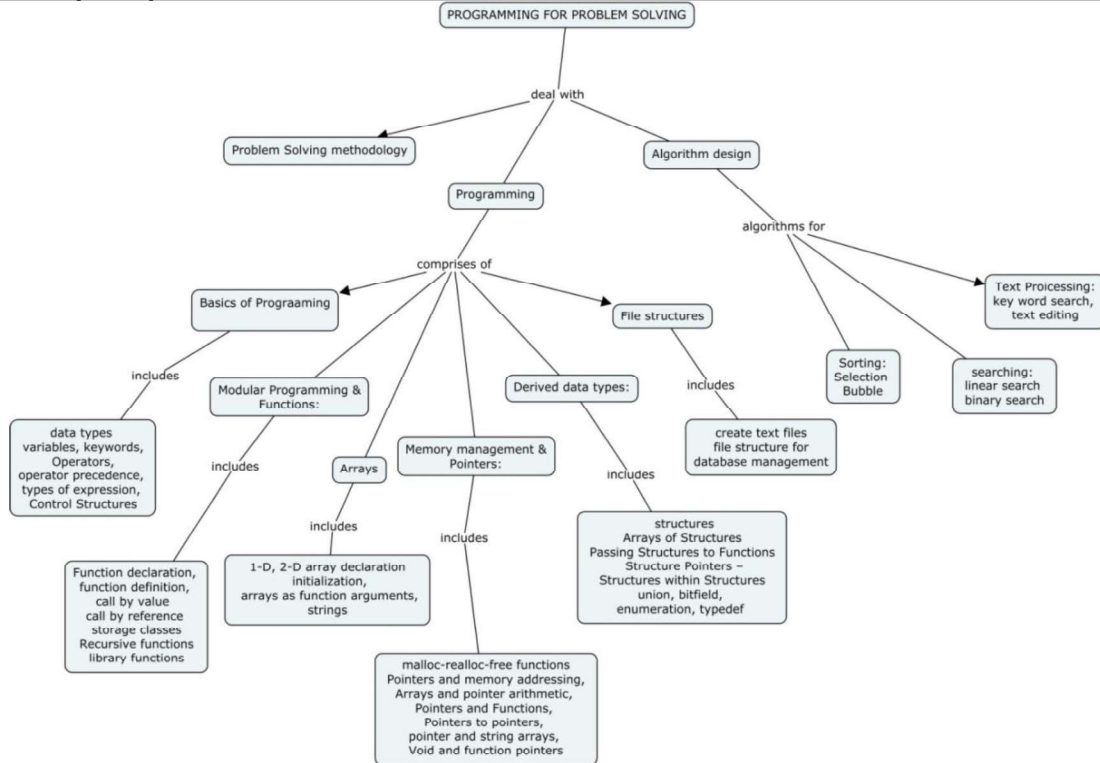 PROGRAMMING FOR PROBLEM SOLVING
deal with
Problem Solving methodology
Programming
Algorithm design
algorithms for
comprises of
Basics of Prograaming
includes
data types
variables, keywords,
Operators,
operator precedence,
types of expression,
Control Structures
Modular Programming &
Functions:
includes
Function declaration,
function definition,
call by value
call by reference
storage classes
Recursive functions
library functions
Arrays
includes
1-D, 2-D array declaration
initialization,
arrays as function arguments,
strings
Memory management &
Pointers:
includes
malloc-realloc-free functions
Pointers and memory addressing,
Arrays and pointer arithmetic,
Pointers and Functions,
Pointers to pointers,
pointer and string arrays,
Void and function pointers
Derived data types:
includes
structures
Arrays of Structures
Passing Structures to Functions
Structure Pointers –
Structures within Structures
union, bitfield,
enumeration, typedef
File structures
includes
create text files
file structure for
database management
Sorting:
Selection
Bubble
searching:
linear search
binary search
Text Proicessing:
key word search,
text editing